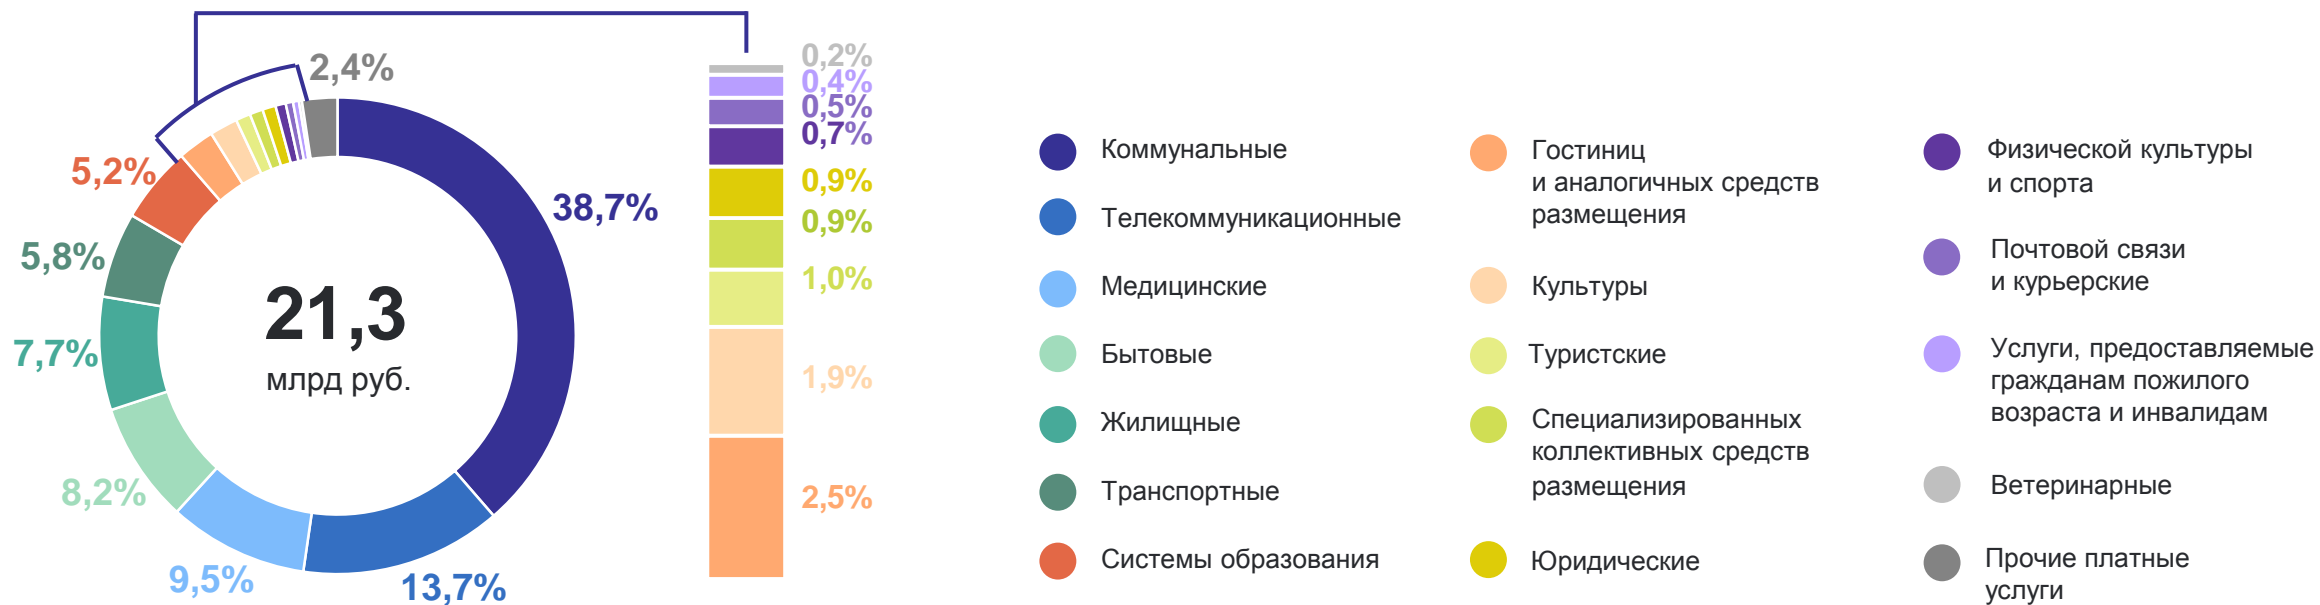 2,4%
38,7%
13,7%
9,5%
8,2%
7,7%
5,8%
5,2%
21,3
млрд руб.
0,2%
0,4%
0,5%
0,7%
0,9%
0,9%
1,0%
1,9%
2,5%
Коммунальные
Телекоммуникационные
Медицинские
Бытовые
Жилищные
Транспортные
Системы образования
Гостиниц
и аналогичных средств
размещения
Культуры
Туристские
Специализированных
коллективных средств
размещения
Юридические
Физической культуры
и спорта
Почтовой связи
и курьерские
Услуги, предоставляемые
гражданам пожилого
возраста и инвалидам
Ветеринарные
Прочие платные
услуги